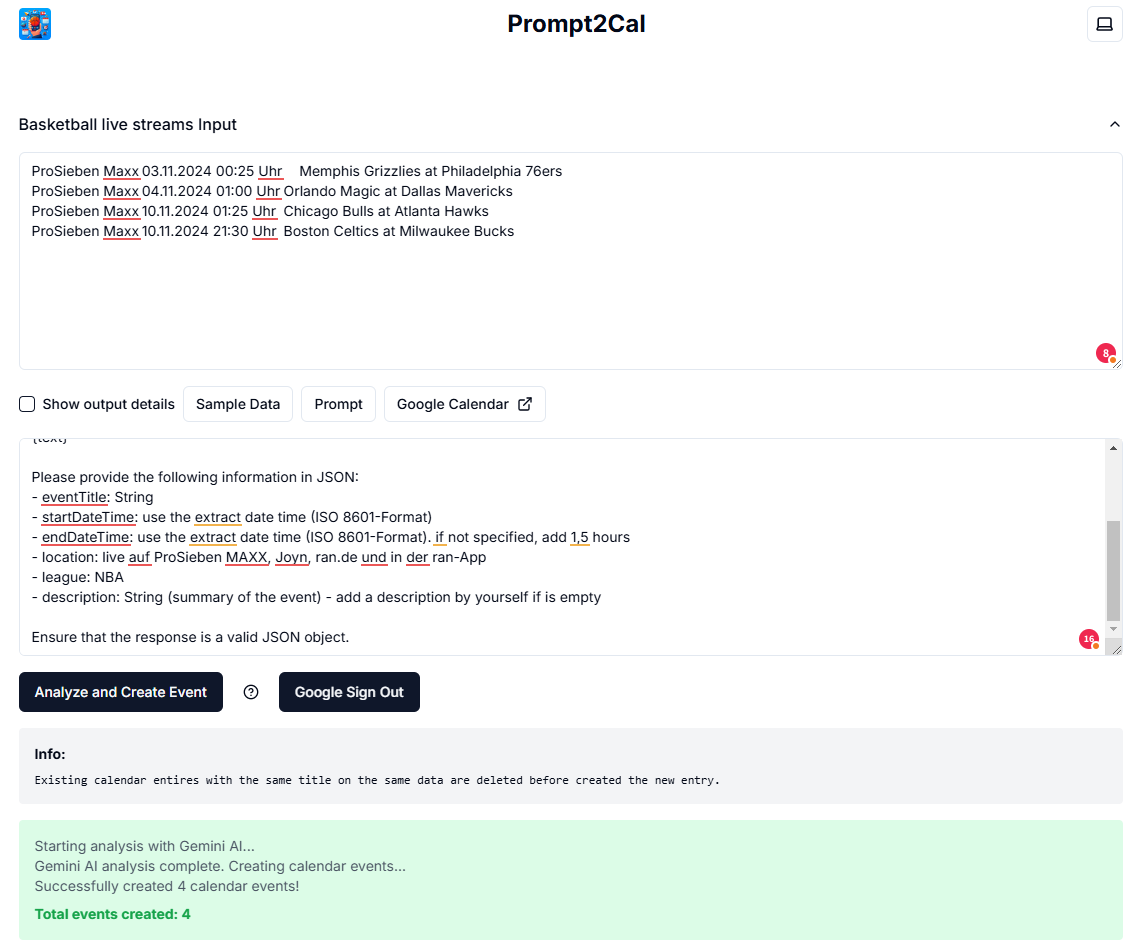 Prompt2Cal
Basketball live streams Input
ProSieben Maxx 03.11.2024 00:25 Uhr Memphis Grizzlies at Philadelphia 76ers
ProSieben Maxx 04.11.2024 01:00 Uhr Orlando Magic at Dallas Mavericks
ProSieben Maxx 10.11.2024 01:25 Uhr Chicago Bulls at Atlanta Hawks
ProSieben Maxx 10.11.2024 21:30 Uhr Boston Celtics at Milwaukee Bucks
8
Show output details
Sample Data
Prompt
Google Calendar
{text}
Please provide the following information in JSON:
- eventTitle: String
- startDateTime: use the extract date time (ISO 8601-Format)
- endDateTime: use the extract date time (ISO 8601-Format). if not specified, add 1,5 hours
- location: live auf ProSieben MAXX, Joyn, ran.de und in der ran-App
- league: NBA
- description: String (summary of the event) - add a description by yourself if is empty
Ensure that the response is a valid JSON object.
16
Analyze and Create Event
Google Sign Out
Info:
Existing calendar entires with the same title on the same data are deleted before created the new entry.
Starting analysis with Gemini AI...
Gemini AI analysis complete. Creating calendar events...
Successfully created 4 calendar events!
Total events created: 4